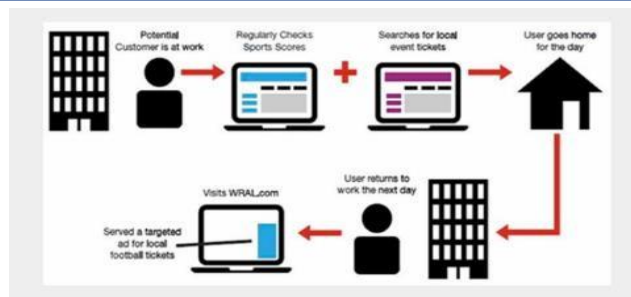 Potential
Customer is at work
Regularly Checks
Sports Scores
Searches for local
event tickets
User goes home
for the day
Visits WRAL.com
Served a targeted
ad for local
football tickets
User returns to
work the next day